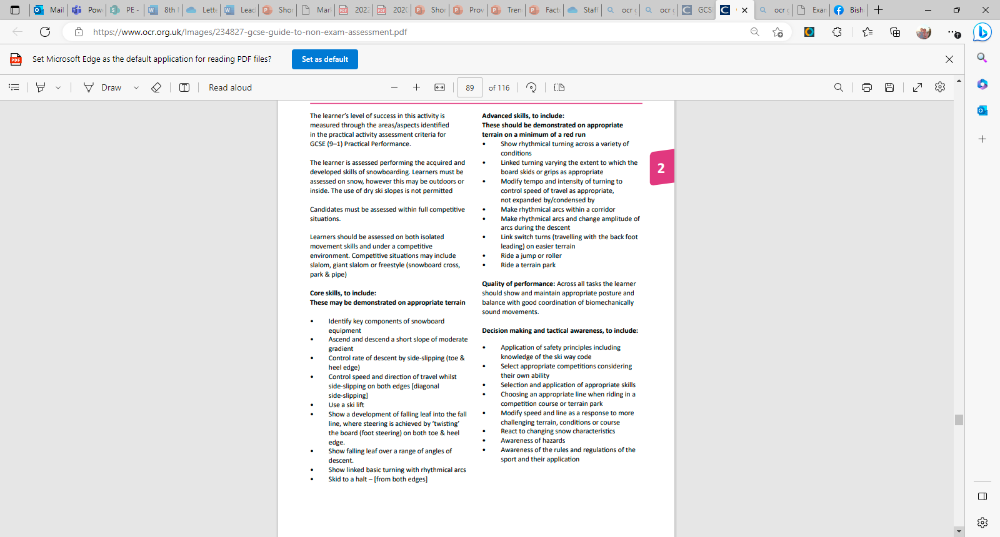 Mail
Pow
PE -
8th
Lette
Lead
Shor
Mar
2022
2020
Shor
Prov
Tren
Fact
Staff
ocr
ocr
GCS
ocr
Exar
Bish
https://www.ocr.org.uk/Images/234827-gcse-guide-to-non-exam-assessment.pdf
Set Microsoft Edge as the default application for reading PDF files?
Set as default
Draw
Read aloud
89 of 116
The learner's level of success in this activity is
measured through the areas/aspects identified
in the practical activity assessment criteria for
GCSE (9–1) Practical Performance.
The learner is assessed performing the acquired and
developed skills of snowboarding. Learners must be
assessed on snow, however this may be outdoors or
inside. The use of dry ski slopes is not permitted
Candidates must be assessed within full competitive
situations.
Learners should be assessed on both isolated
movement skills and under a competitive
environment. Competitive situations may include
slalom, giant slalom or freestyle (snowboard cross,
park & pipe)
Core skills, to include:
These may be demonstrated on appropriate terrain
• Identify key components of snowboard
equipment
• Ascend and descend a short slope of moderate
gradient
• Control rate of descent by side-slipping (toe &
heel edge)
• Control speed and direction of travel whilst
side-slipping on both edges [diagonal
side-slipping]
• Use a ski lift
• Show a development of falling leaf into the fall
line, where steering is achieved by 'twisting'
the board (foot steering) on both toe & heel
edge.
• Show falling leaf over a range of angles of
descent.
• Show linked basic turning with rhythmical arcs
• Skid to a halt – [from both edges]
Advanced skills, to include:
These should be demonstrated on appropriate
terrain on a minimum of a red run
• Show rhythmical turning across a variety of
conditions
• Linked turning varying the extent to which the
board skids or grips as appropriate
• Modify tempo and intensity of turning to
control speed of travel as appropriate,
not expanded by/condensed by
• Make rhythmical arcs within a corridor
• Make rhythmical arcs and change amplitude of
arcs during the descent
• Link switch turns (travelling with the back foot
leading) on easier terrain
• Ride a jump or roller
• Ride a terrain park
Quality of performance: Across all tasks the learner
should show and maintain appropriate posture and
balance with good coordination of biomechanically
sound movements.
Decision making and tactical awareness, to include:
• Application of safety principles including
knowledge of the ski way code
• Select appropriate competitions considering
their own ability
• Selection and application of appropriate skills
• Choosing an appropriate line when riding in a
competition course or terrain park
• Modify speed and line as a response to more
challenging terrain, conditions or course
• React to changing snow characteristics
• Awareness of hazards
• Awareness of the rules and regulations of the
sport and their application
2